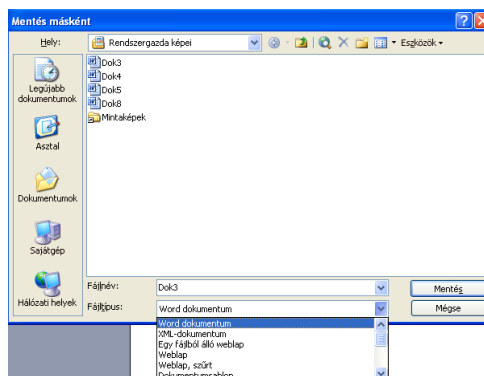 Mentés másként
Hely:
Rendszergazda képei
Eszközök
Legújabb
dokumentumok
Asztal
Dokumentumok
Sajátgép
Hálózati helyek
Dok3
Dok4
Dok5
Dok8
Mintaképek
Fájlnév:
Dok3
Mentés
Fájltípus:
Word dokumentum
Mégse
Word dokumentum
XML-dokumentum
Egy fájlból álló weblap
Weblap
Weblap, szűrt
Dokumentumsablon